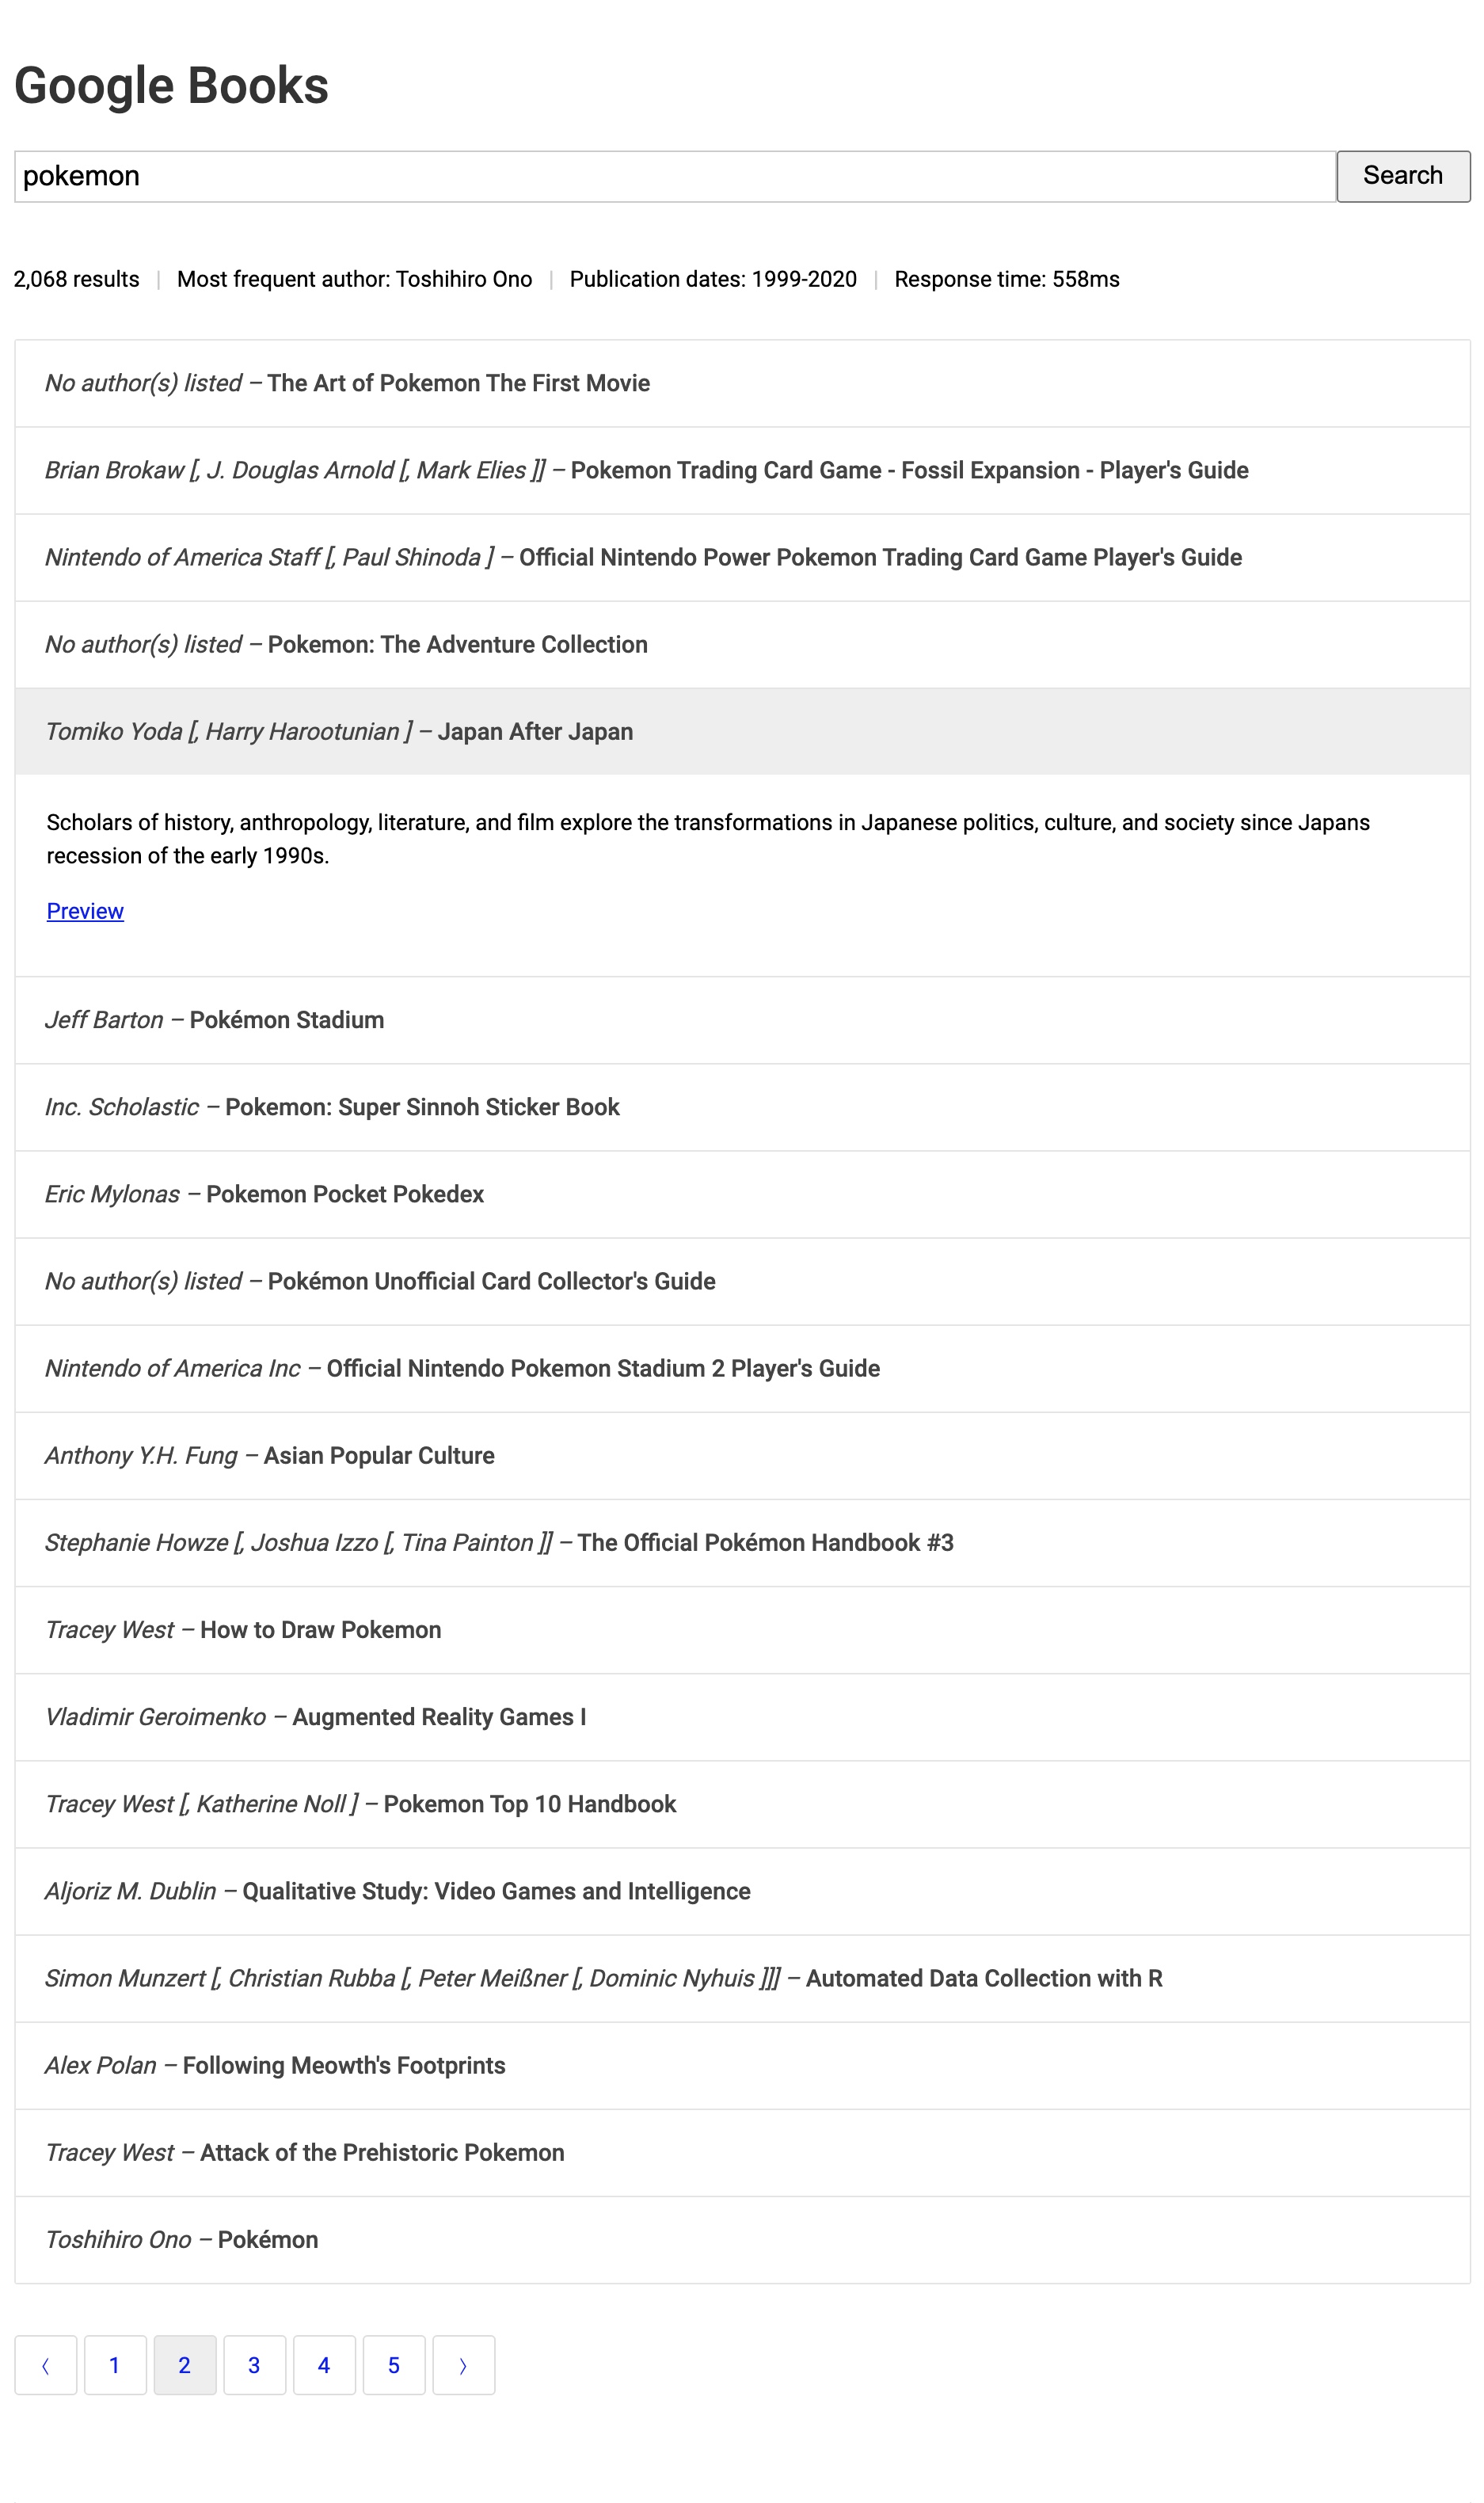 Google Books
pokemon
Search
2,068 results | Most frequent author: Toshihiro Ono | Publication dates: 1999-2020 | Response time: 558ms
No author(s) listed – The Art of Pokemon The First Movie
Brian Brokaw [, J. Douglas Arnold [, Mark Elies ]] – Pokemon Trading Card Game - Fossil Expansion - Player's Guide
Nintendo of America Staff [, Paul Shinoda ] – Official Nintendo Power Pokemon Trading Card Game Player's Guide
No author(s) listed – Pokemon: The Adventure Collection
Tomiko Yoda [, Harry Harootunian ] – Japan After Japan
Scholars of history, anthropology, literature, and film explore the transformations in Japanese politics, culture, and society since Japans
recession of the early 1990s.
Preview
Jeff Barton – Pokémon Stadium
Inc. Scholastic – Pokemon: Super Sinnoh Sticker Book
Eric Mylonas – Pokemon Pocket Pokedex
No author(s) listed – Pokémon Unofficial Card Collector's Guide
Nintendo of America Inc – Official Nintendo Pokemon Stadium 2 Player's Guide
Anthony Y.H. Fung – Asian Popular Culture
Stephanie Howze [, Joshua Izzo [, Tina Painton ]] – The Official Pokémon Handbook #3
Tracey West – How to Draw Pokemon
Vladimir Geroimenko – Augmented Reality Games I
Tracey West [, Katherine Noll ] – Pokemon Top 10 Handbook
Aljoriz M. Dublin – Qualitative Study: Video Games and Intelligence
Simon Munzert [, Christian Rubba [, Peter Meißner [, Dominic Nyhuis ]]] – Automated Data Collection with R
Alex Polan – Following Meowth's Footprints
Tracey West – Attack of the Prehistoric Pokemon
Toshihiro Ono – Pokémon
〈 1 2 3 4 5 〉